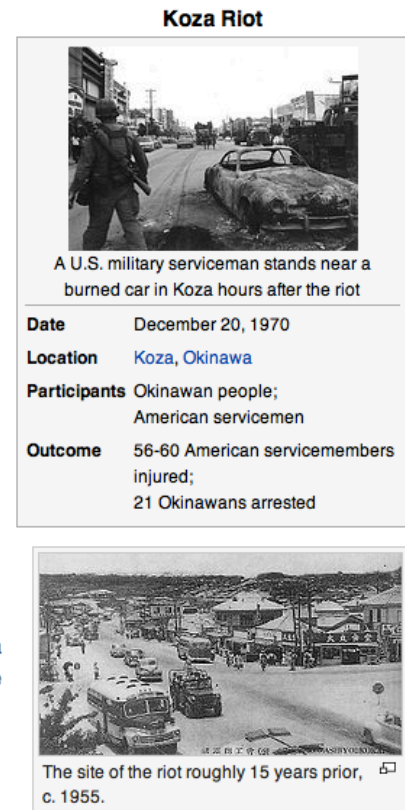 Koza Riot
A U.S. military serviceman stands near a
burned car in Koza hours after the riot
Date December 20, 1970
Location Koza, Okinawa
Participants Okinawan people;
American servicemen
Outcome 56-60 American servicemembers
injured;
21 Okinawans arrested
The site of the riot roughly 15 years prior,
c. 1955.